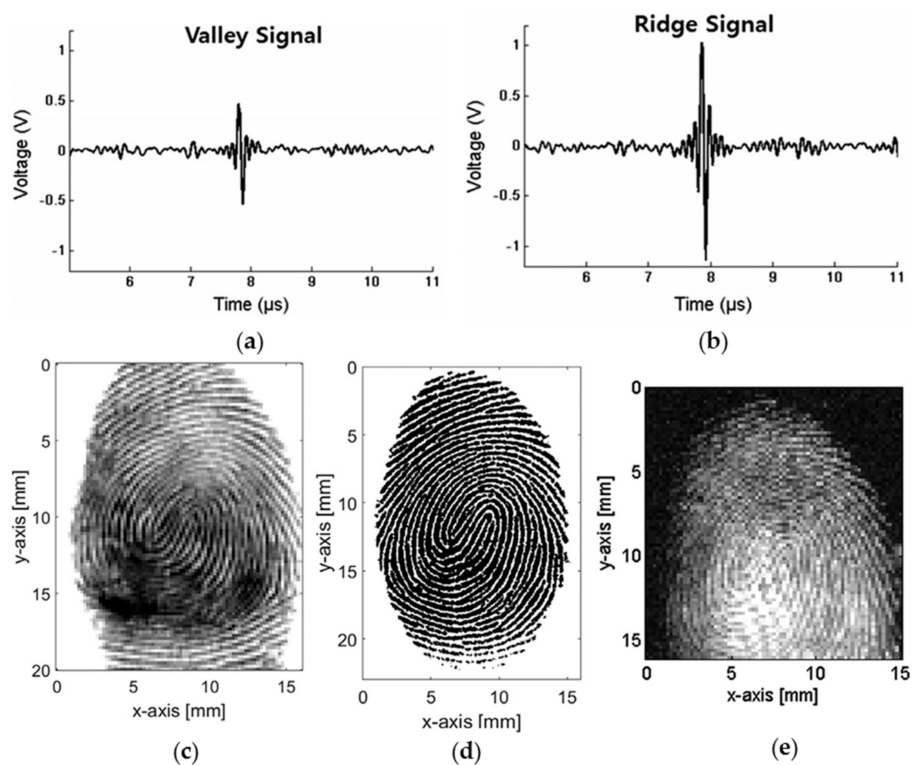 Valley Signal
1
0.5
0
-0.5
-1
Voltage (V)
6 7 8 9 10 11
Time (µs)
(a)
Ridge Signal
1
0.5
0
-0.5
-1
Voltage (V)
6 7 8 9 10 11
Time (µs)
(b)
0
5
10
15
20
y-axis [mm]
0 5 10 15
x-axis [mm]
(c)
0
5
10
15
20
y-axis [mm]
0 5 10 15
x-axis [mm]
(d)
0
5
10
15
y-axis [mm]
0 5 10 15
x-axis [mm]
(e)